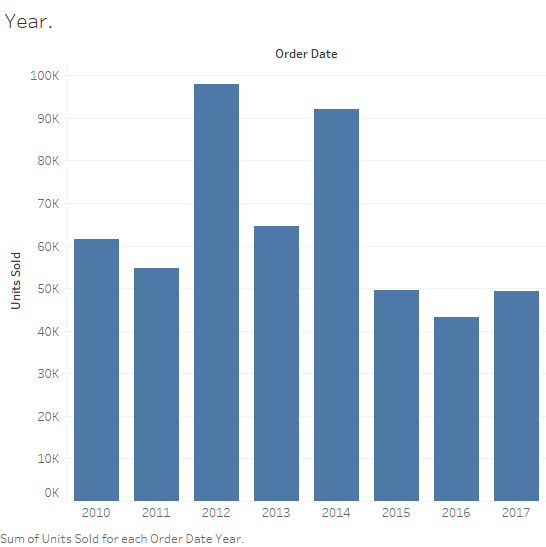 Year.
Order Date
100K
90K
80K
70K
60K
50K
40K
30K
20K
10K
0K
Units Sold
2010 2011 2012 2013 2014 2015 2016 2017
Sum of Units Sold for each Order Date Year.